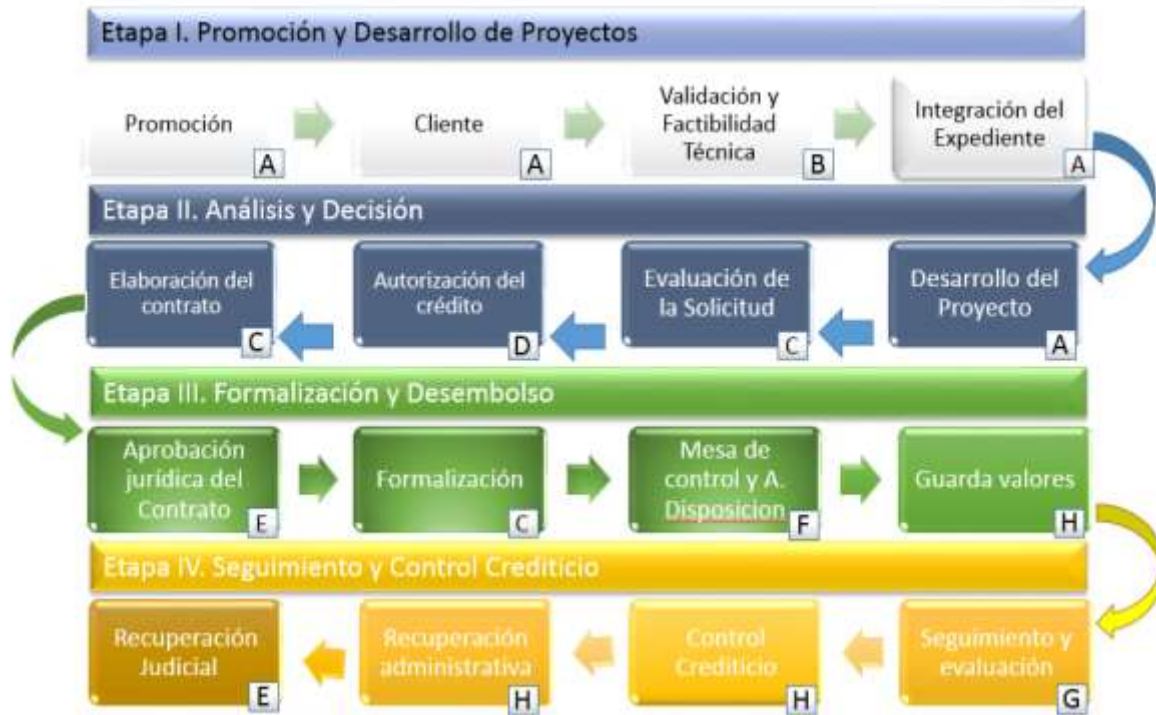 Etapa I. Promoción y Desarrollo de Proyectos
Promoción
A
Cliente
A
Validación y
Factibilidad
Técnica
B
Integración del
Expediente
A
Etapa II. Análisis y Decisión
Elaboración del
contrato
C
Autorización del
crédito
D
Evaluación de
la Solicitud
C
Desarrollo del
Proyecto
A
Etapa III. Formalización y Desembolso
Aprobación
jurídica del
Contrato
E
Formalización
C
Mesa de
control y A.
Disposicion
F
Guarda valores
H
Etapa IV. Seguimiento y Control Crediticio
Recuperación
Judicial
E
Recuperación
administrativa
H
Control
Crediticio
H
Seguimiento y
evaluación
G